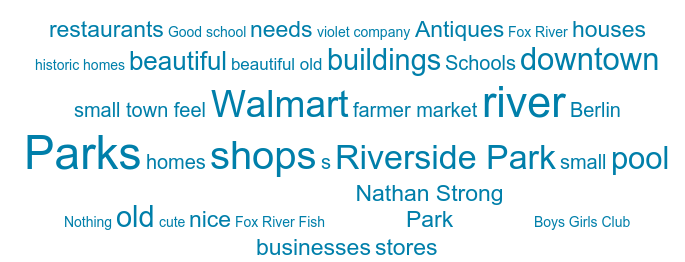 restaurants Good school needs violet company Antiques Fox River houses
historic homes beautiful beautiful old buildings Schools downtown
small town feel Walmart farmer market river Berlin
Parks homes shops s Riverside Park small pool
Nothing old cute nice Fox River Fish Nathan Strong Park Boys Girls Club
businesses stores